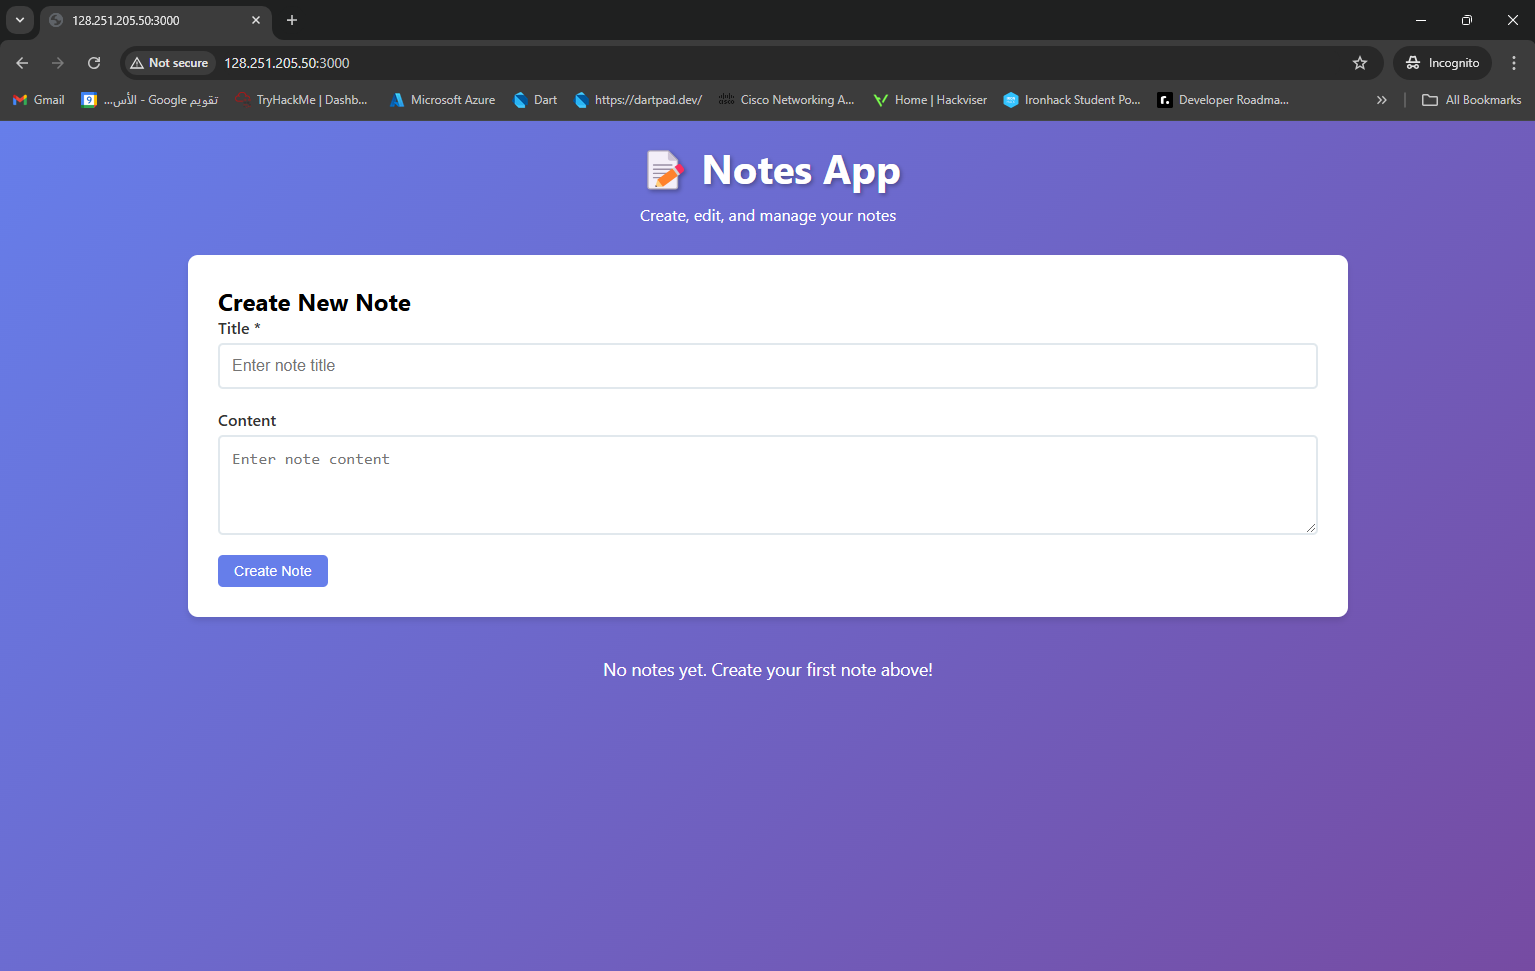 128.251.205.50:3000
Not secure
128.251.205.50:3000
Incognito
Gmail
9
تقويم Google - الأس...
TryHackMe | Dashb...
Microsoft Azure
Dart
https://dartpad.dev/
Cisco Networking A...
Home | Hackviser
Ironhack Student Po...
r.
Developer Roadma...
All Bookmarks
Notes App
Create, edit, and manage your notes
Create New Note
Title *
Enter note title
Content
Enter note content
Create Note
No notes yet. Create your first note above!